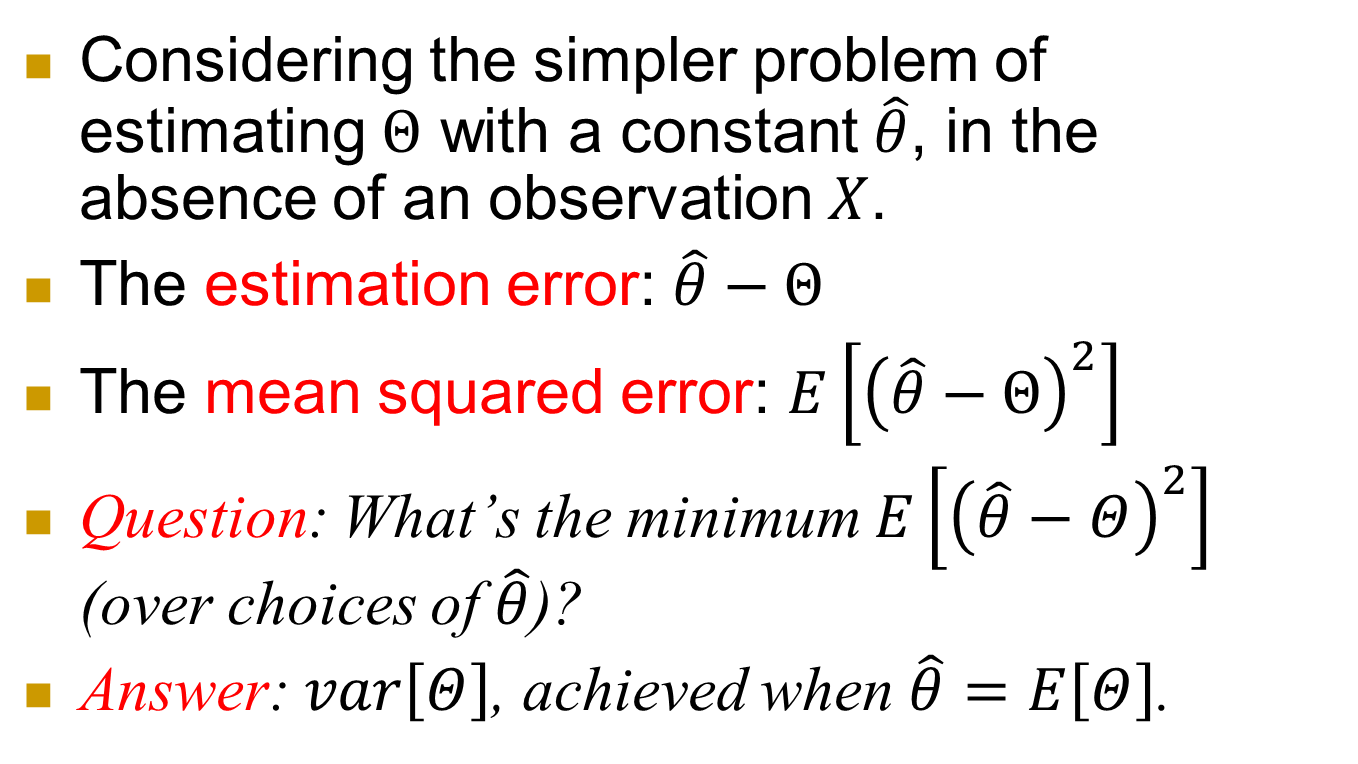 ■ Considering the simpler problem of
estimating Θ with a constant θ̂, in the
absence of an observation X.
■ The estimation error: θ̂ − Θ
■ The mean squared error: E[(θ̂ − Θ)²]
■ Question: What’s the minimum E[(θ̂ − Θ)²]
(over choices of θ̂)?
■ Answer: var[Θ], achieved when θ̂ = E[Θ].